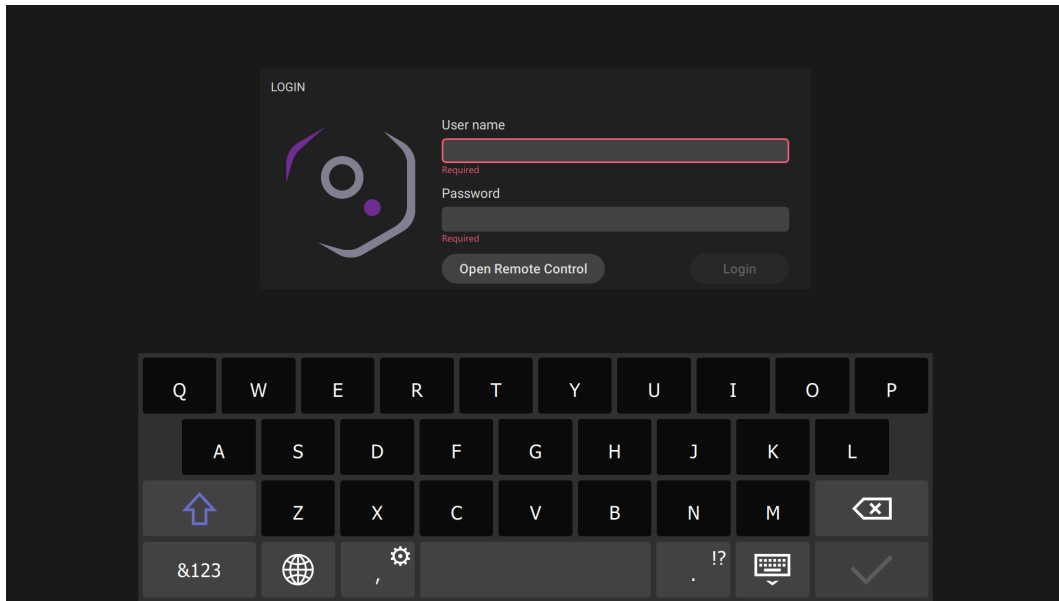 LOGIN
User name
Required
Password
Required
Open Remote Control Login
Q W E R T Y U I O P
A S D F G H J K L
Z X C V B N M
&123 , . !?